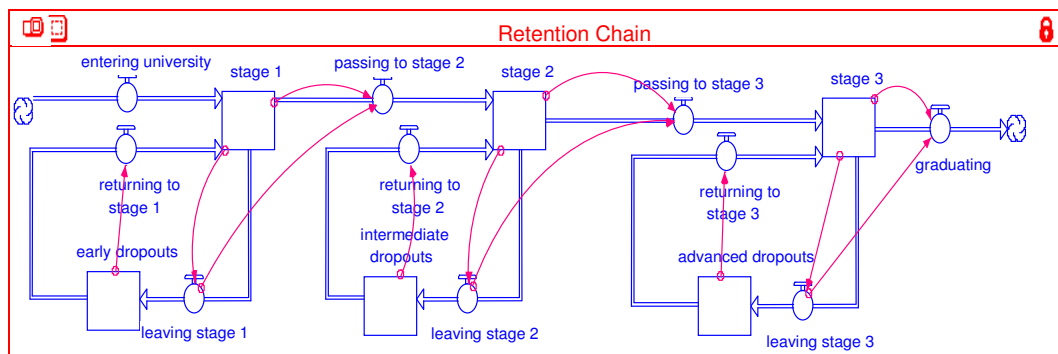 Retention Chain
entering university
stage 1
passing to stage 2
stage 2
passing to stage 3
stage 3
graduating
returning to
stage 1
returning to
stage 2
returning to
stage 3
early dropouts
intermediate
dropouts
advanced dropouts
leaving stage 1
leaving stage 2
leaving stage 3